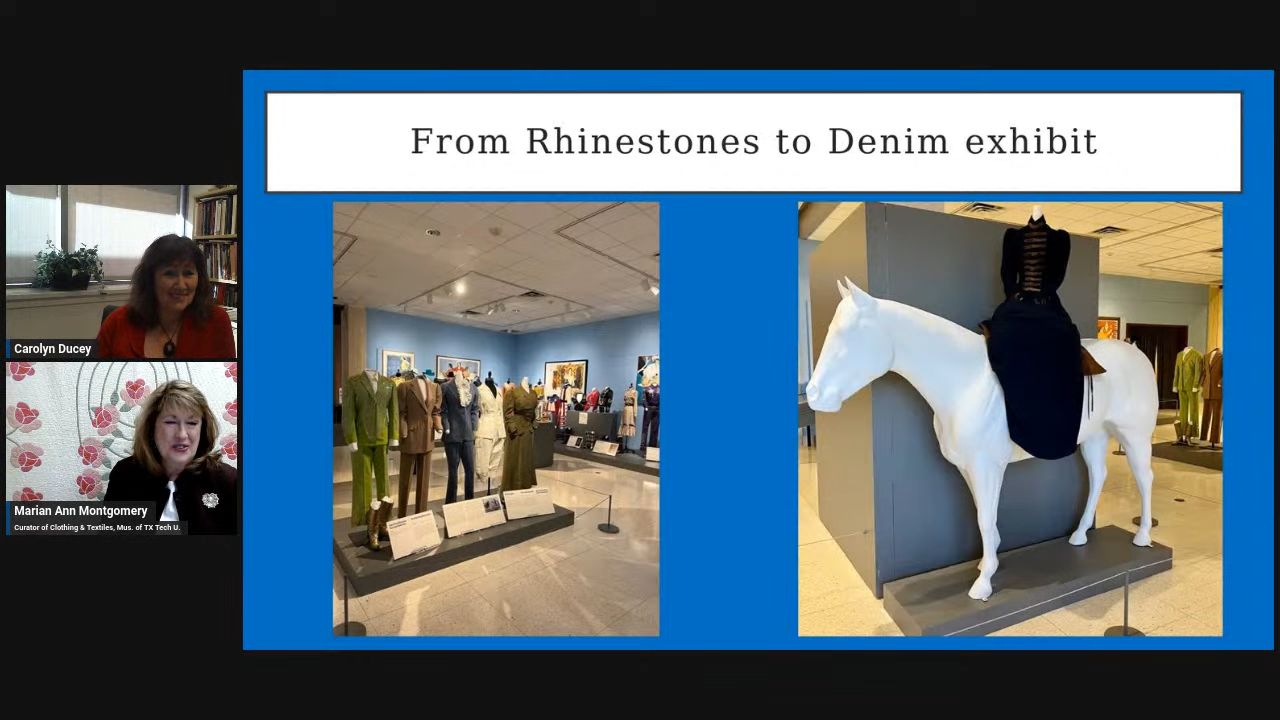 From Rhinestones to Denim exhibit
Carolyn Ducey
Marian Ann Montgomery
Curator of Clothing & Textiles, Mus. of TX Tech U.